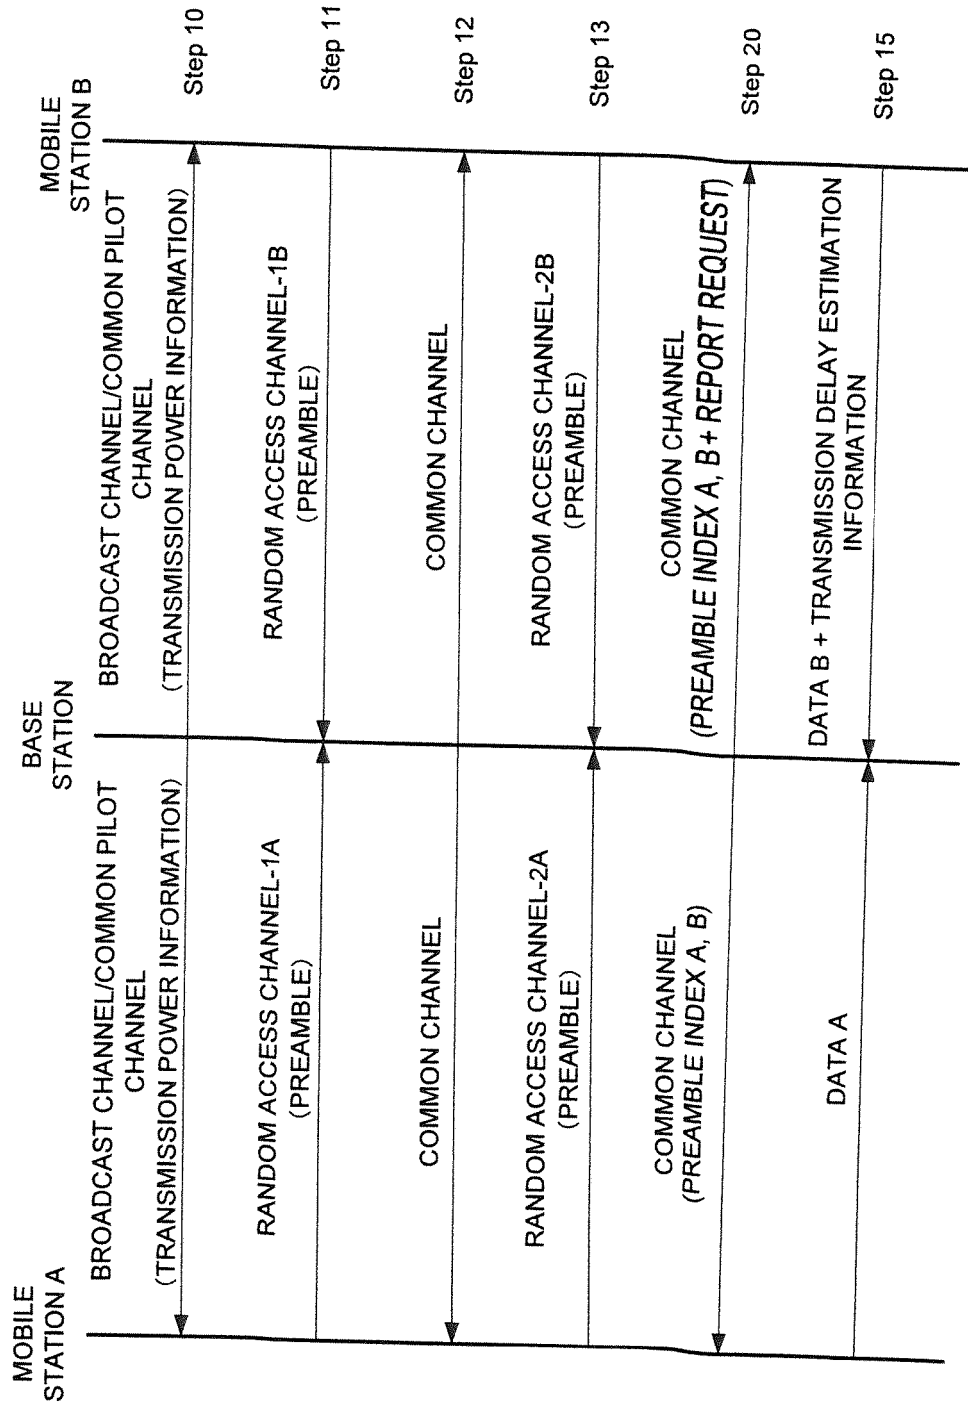 MOBILE
STATION A
BASE
STATION
MOBILE
STATION B
BROADCAST CHANNEL/COMMON PILOT
CHANNEL
(TRANSMISSION POWER INFORMATION)
BROADCAST CHANNEL/COMMON PILOT
CHANNEL
(TRANSMISSION POWER INFORMATION)
Step 10
RANDOM ACCESS CHANNEL-1A
(PREAMBLE)
RANDOM ACCESS CHANNEL-1B
(PREAMBLE)
Step 11
COMMON CHANNEL
COMMON CHANNEL
Step 12
RANDOM ACCESS CHANNEL-2A
(PREAMBLE)
RANDOM ACCESS CHANNEL-2B
(PREAMBLE)
Step 13
COMMON CHANNEL
(PREAMBLE INDEX A, B)
COMMON CHANNEL
(PREAMBLE INDEX A, B + REPORT REQUEST)
Step 20
DATA A
DATA B + TRANSMISSION DELAY ESTIMATION
INFORMATION
Step 15